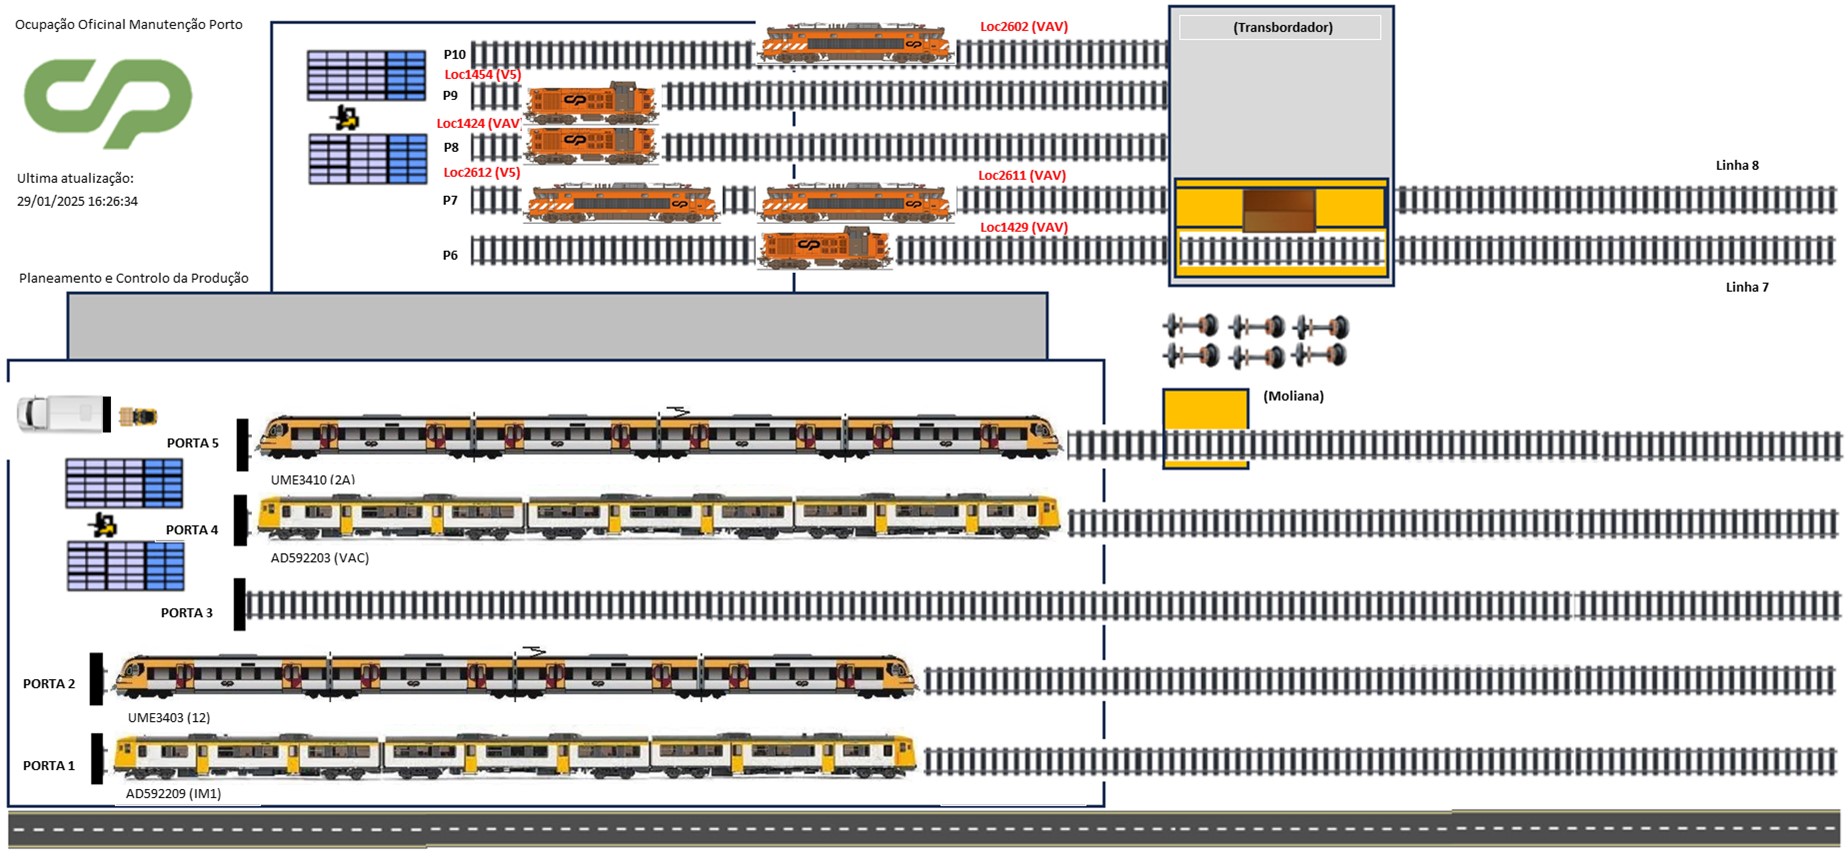 Ocupação Oficinal Manutenção Porto
Ultima atualização:
29/01/2025 16:26:34
Planeamento e Controlo da Produção
Loc2602 (VAV)
P10
Loc1454 (V5)
P9
Loc1424 (VAV)
P8
Loc2612 (V5)
Loc2611 (VAV)
P7
Loc1429 (VAV)
P6
(Transbordador)
Linha 8
Linha 7
(Moliana)
PORTA 5
UME3410 (2A)
PORTA 4
AD592203 (VAC)
PORTA 3
PORTA 2
UME3403 (12)
PORTA 1
AD592209 (IM1)